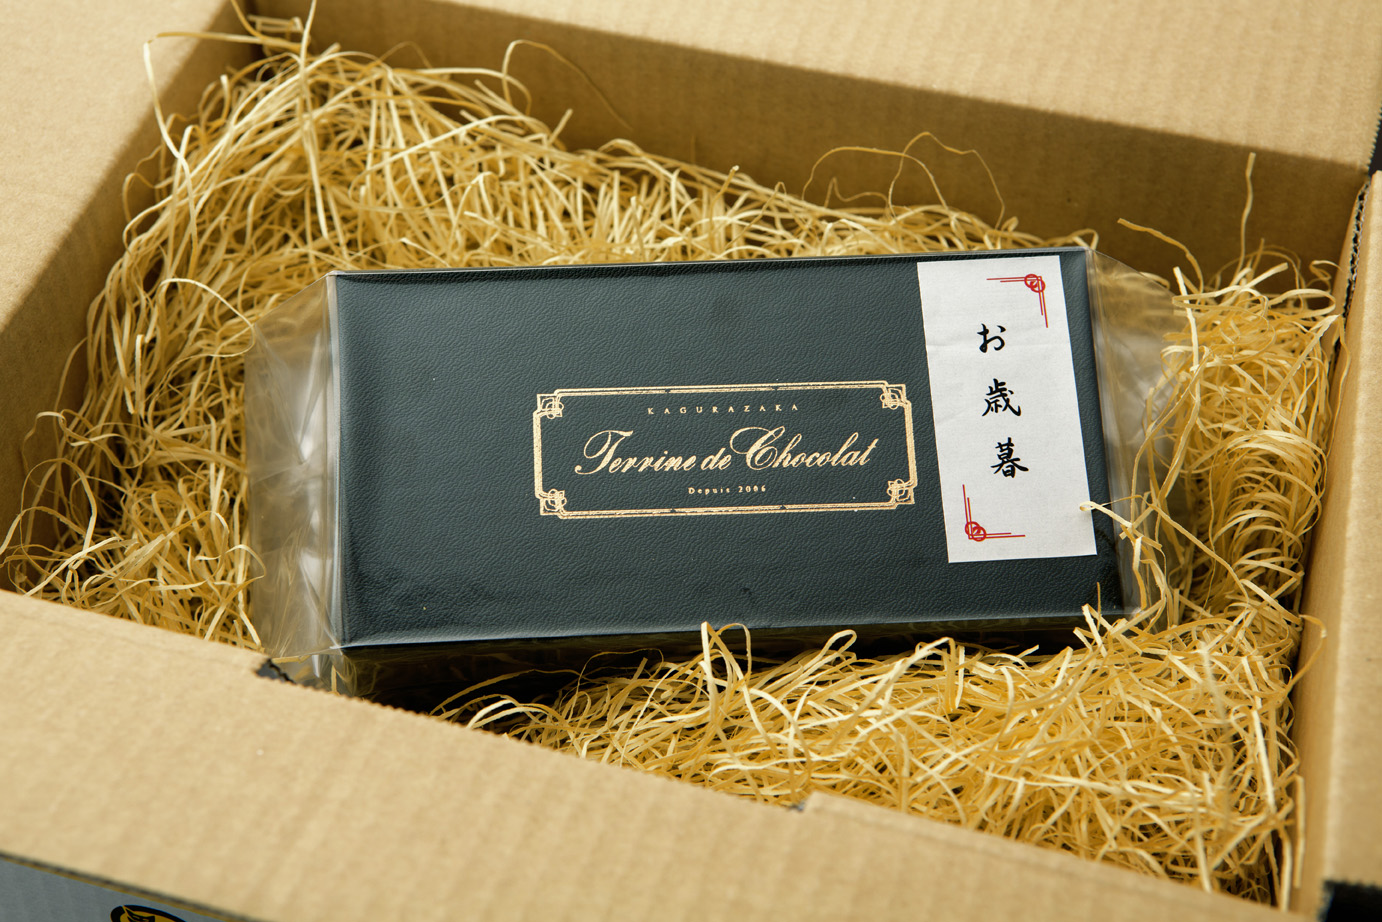 KAGURAZAKA
Terrine de Chocolat
Depuis 2006
お歳暮